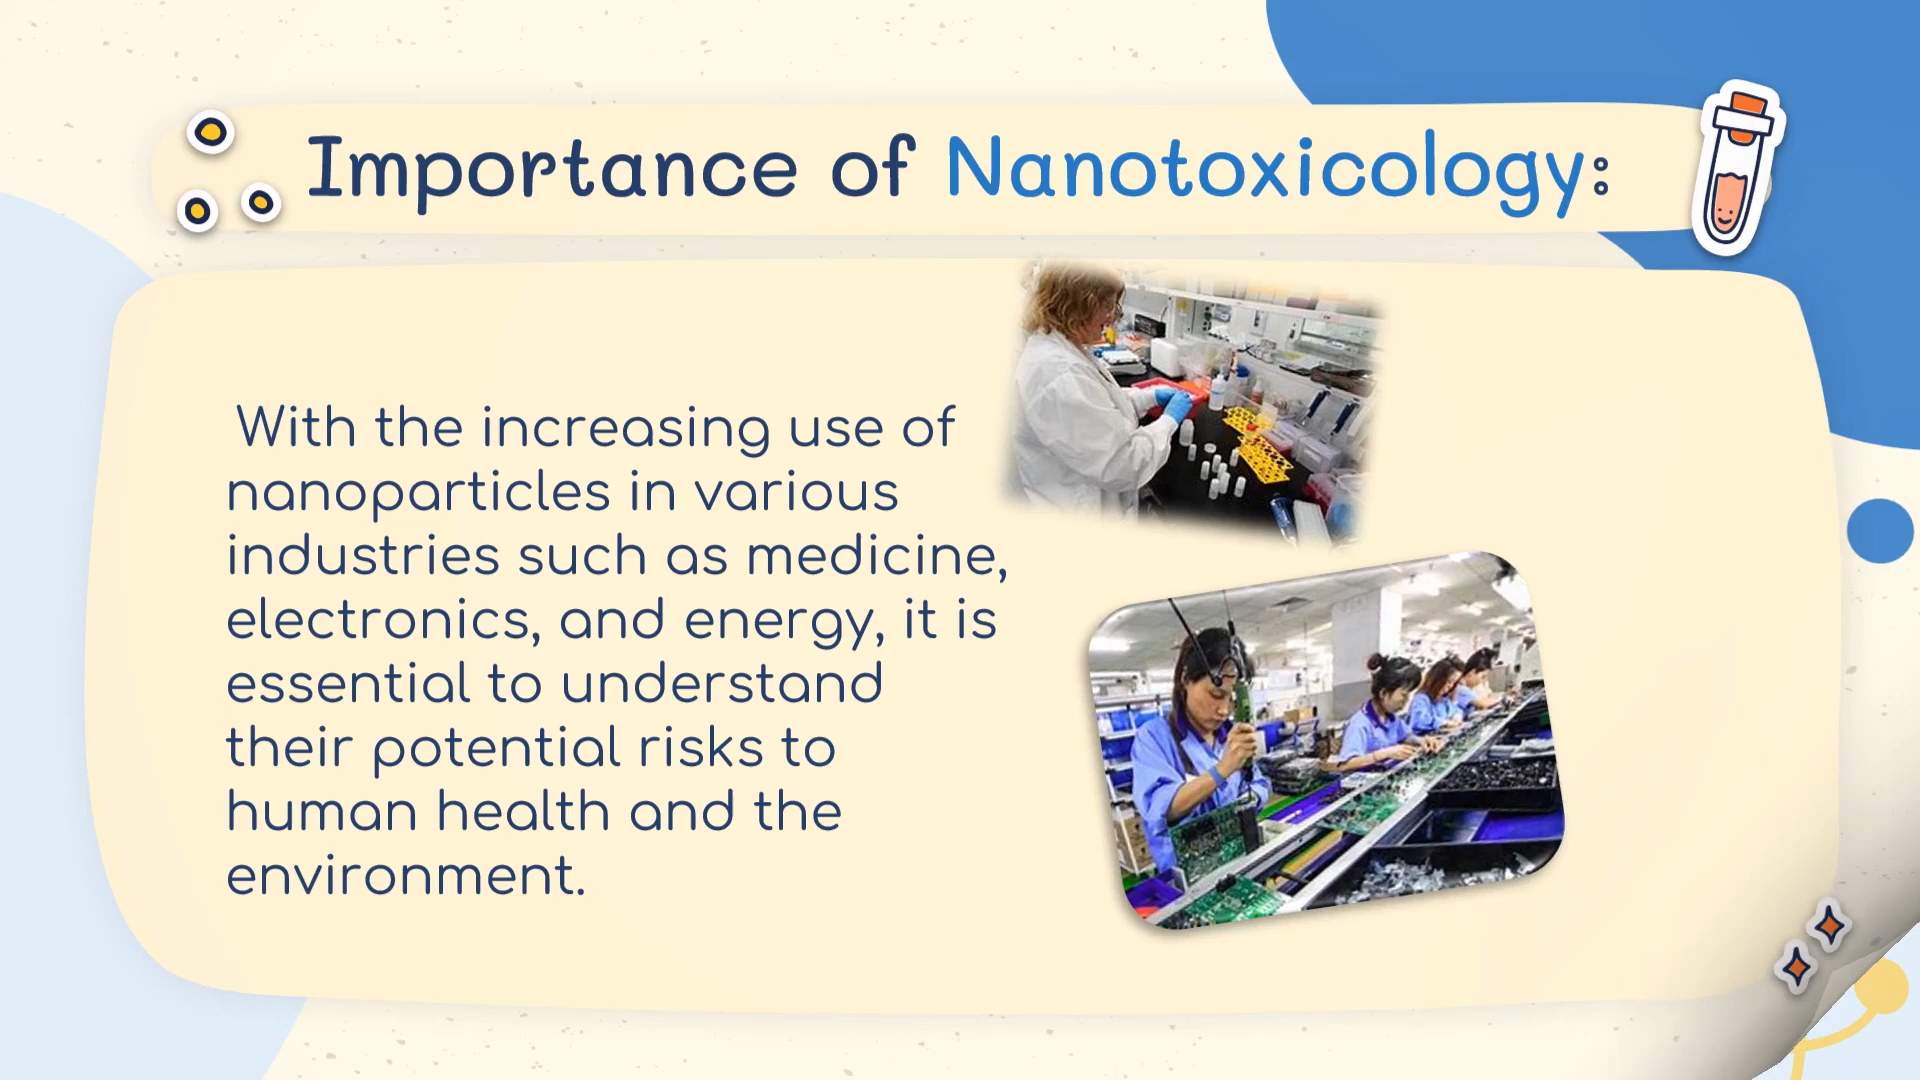 Importance of Nanotoxicology:
With the increasing use of
nanoparticles in various
industries such as medicine,
electronics, and energy, it is
essential to understand
their potential risks to
human health and the
environment.